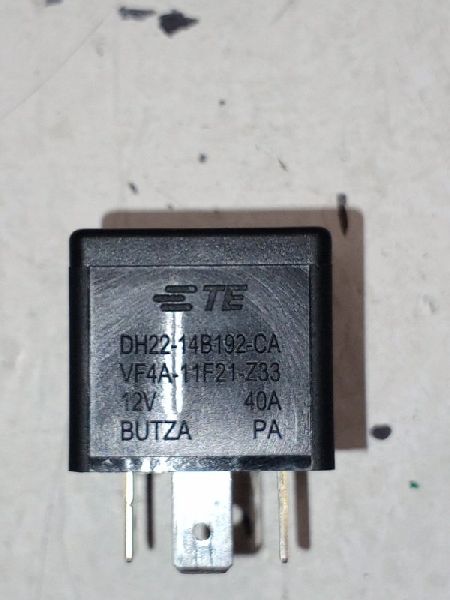 TE
DH22-14B192-CA
VF4A-11F21-Z33
12V 40A
BUTZA PA